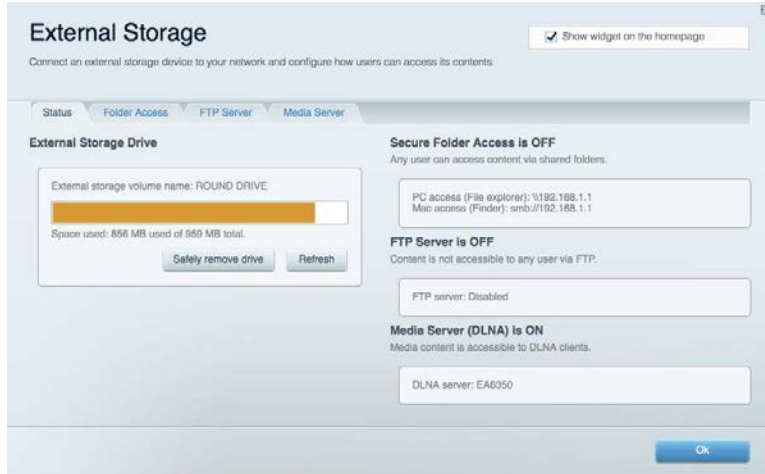 External Storage
Show widget on the homepage
Connect an external storage device to your network and configure how users can access its contents.
Status
Folder Access
FTP Server
Media Server
External Storage Drive
External storage volume name: ROUND DRIVE
Space used: 856 MB used of 959 MB total.
Safely remove drive
Refresh
Secure Folder Access is OFF
Any user can access content via shared folders.
PC access (File explorer): \\192.168.1.1
Mac access (Finder): smb://192.168.1.1
FTP Server is OFF
Content is not accessible to any user via FTP.
FTP server: Disabled
Media Server (DLNA) is ON
Media content is accessible to DLNA clients.
DLNA server: EA6350
Ok